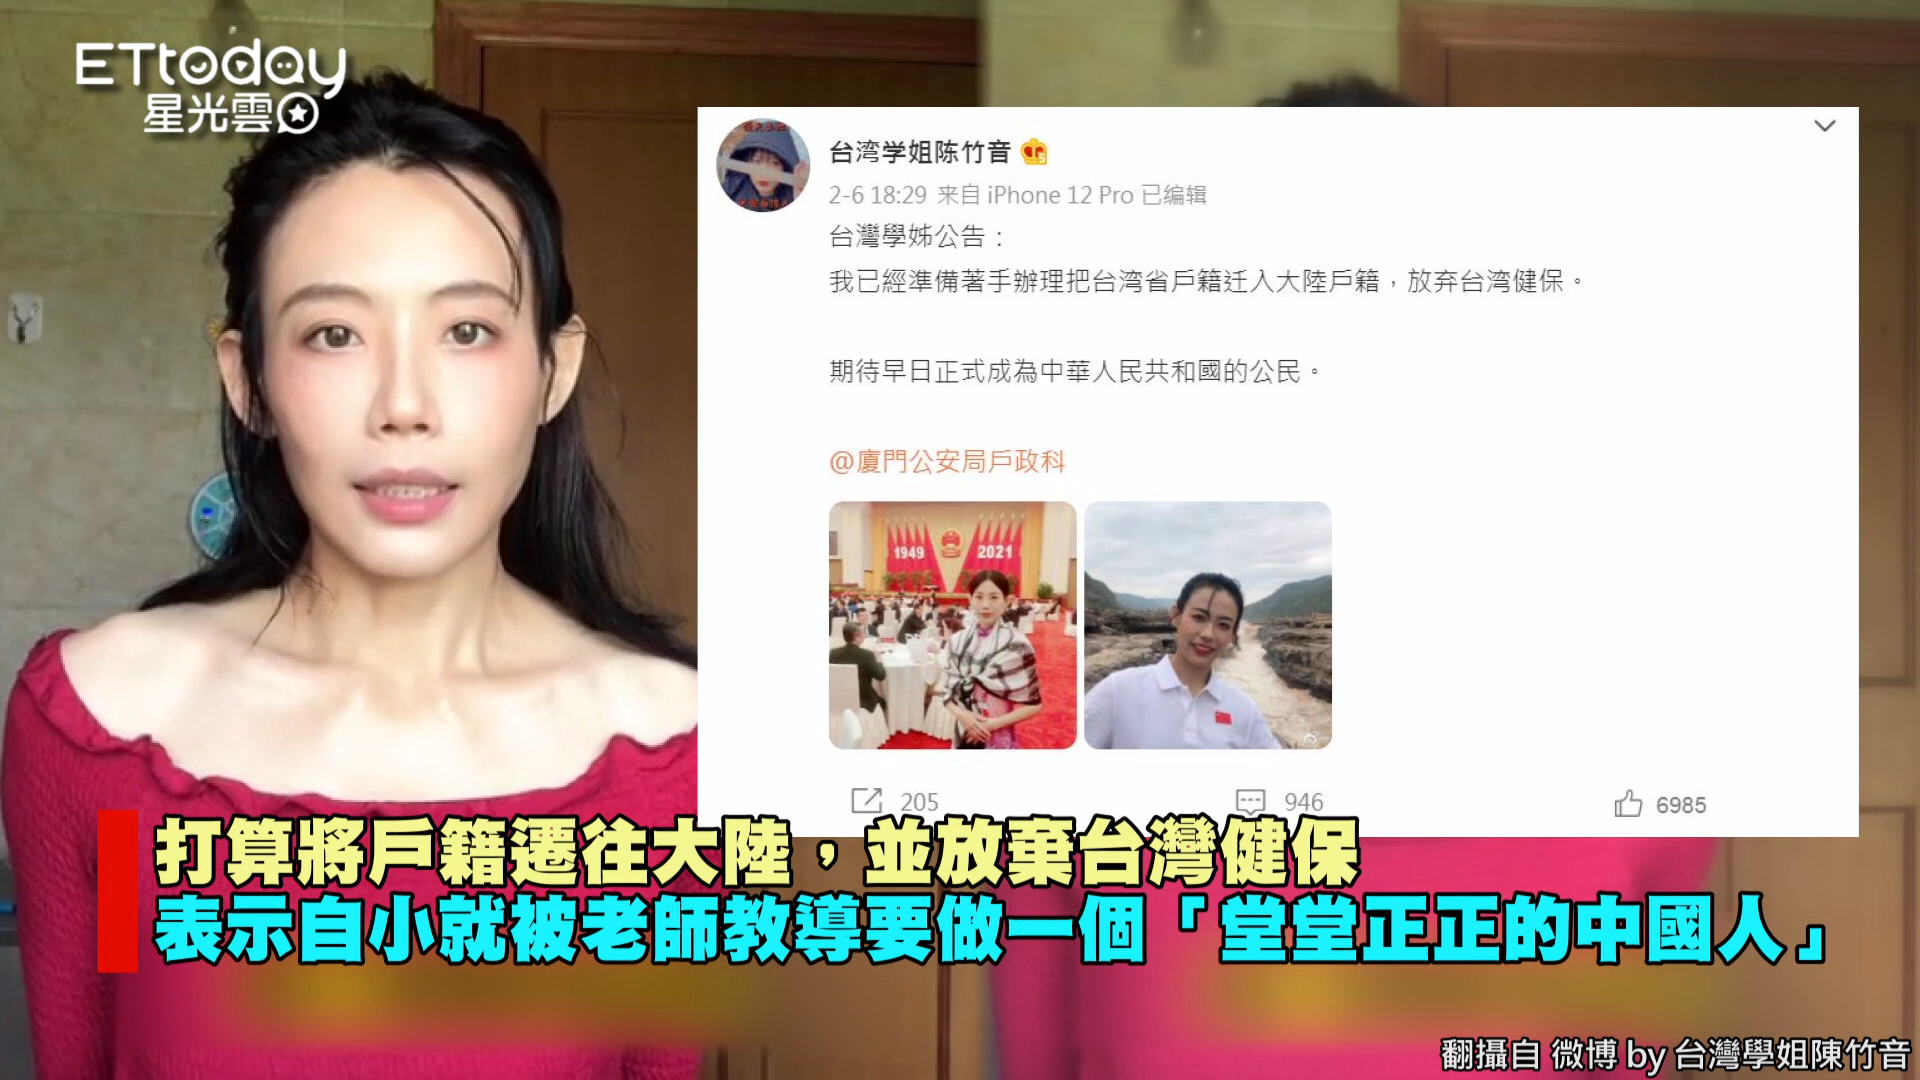 ETtoday
星光雲
台湾学姐陈竹音
2-6 18:29 来自 iPhone 12 Pro 已编辑
台灣學姊公告：
我已經準備著手辦理把台湾省戶籍迁入大陸戶籍，放弃台湾健保。
期待早日正式成為中華人民共和國的公民。
@廈門公安局戶政科
1949 2021
205 946 6985
打算將戶籍遷往大陸，並放棄台灣健保
表示自小就被老師教導要做一個「堂堂正正的中國人」
翻攝自 微博 by 台灣學姐陳竹音